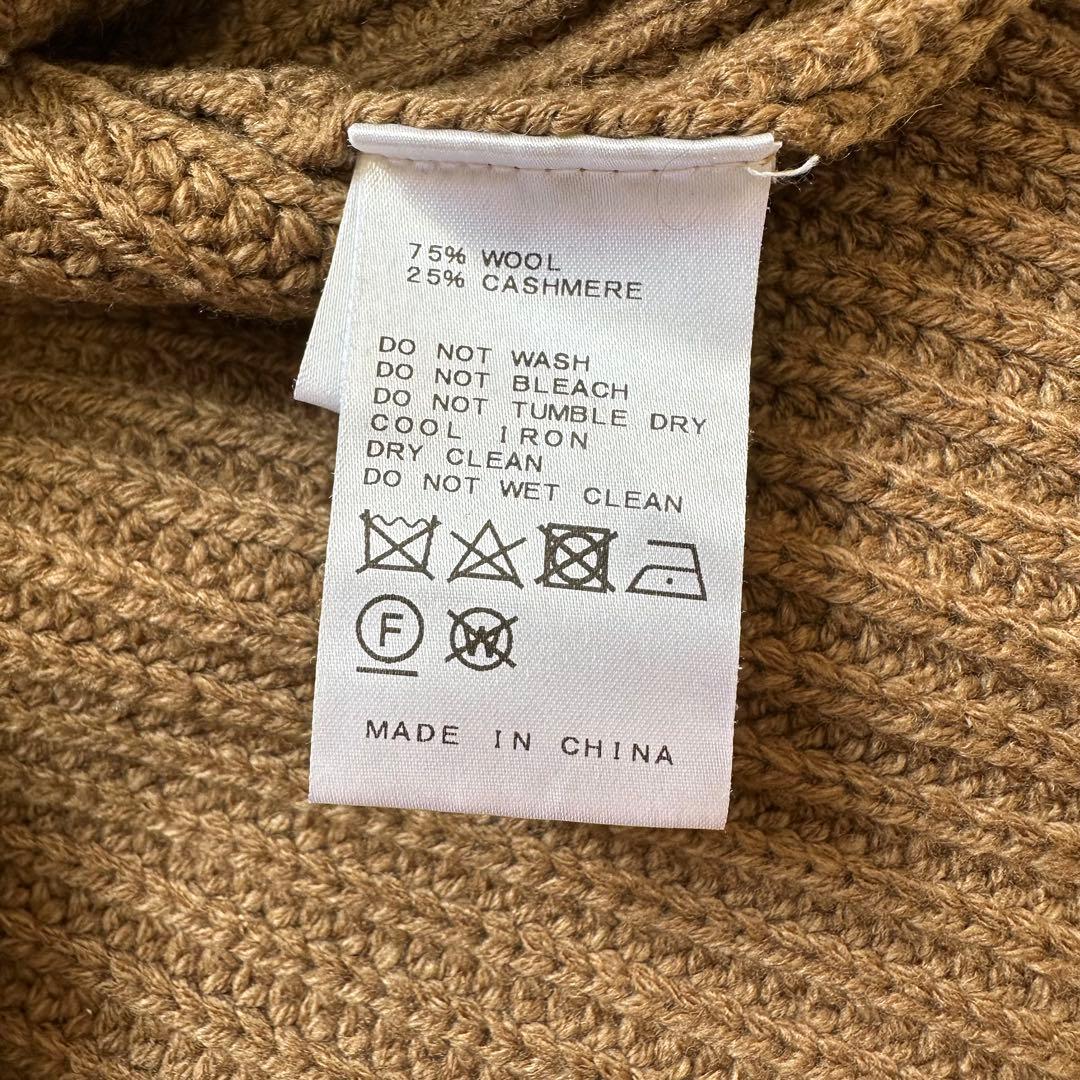 75% WOOL
25% CASHMERE
DO NOT WASH
DO NOT BLEACH
DO NOT TUMBLE DRY
COOL IRON
DRY CLEAN
DO NOT WET CLEAN
F W
MADE IN CHINA